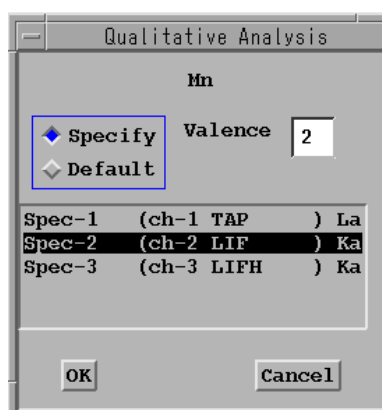 Qualitative Analysis
Mn
Specify Valence 2
Default
Spec-1 (ch-1 TAP ) La
Spec-2 (ch-2 LIF ) Ka
Spec-3 (ch-3 LIFH ) Ka
OK Cancel